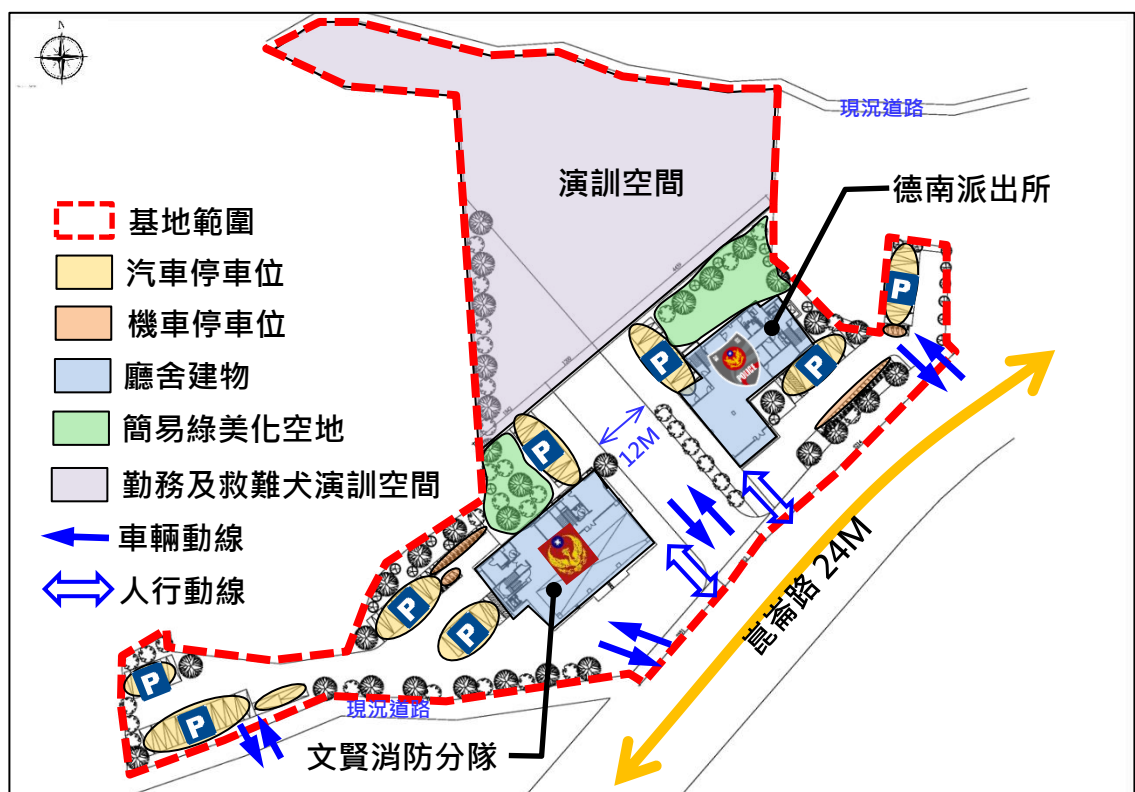 N
現況道路
演訓空間
德南派出所
基地範圍
汽車停車位
機車停車位
廳舍建物
簡易綠美化空地
勤務及救難犬演訓空間
車輛動線
人行動線
P
P
P
P
P
P
P
P
POLICE
12M
崑崙路 24M
現況道路
文賢消防分隊